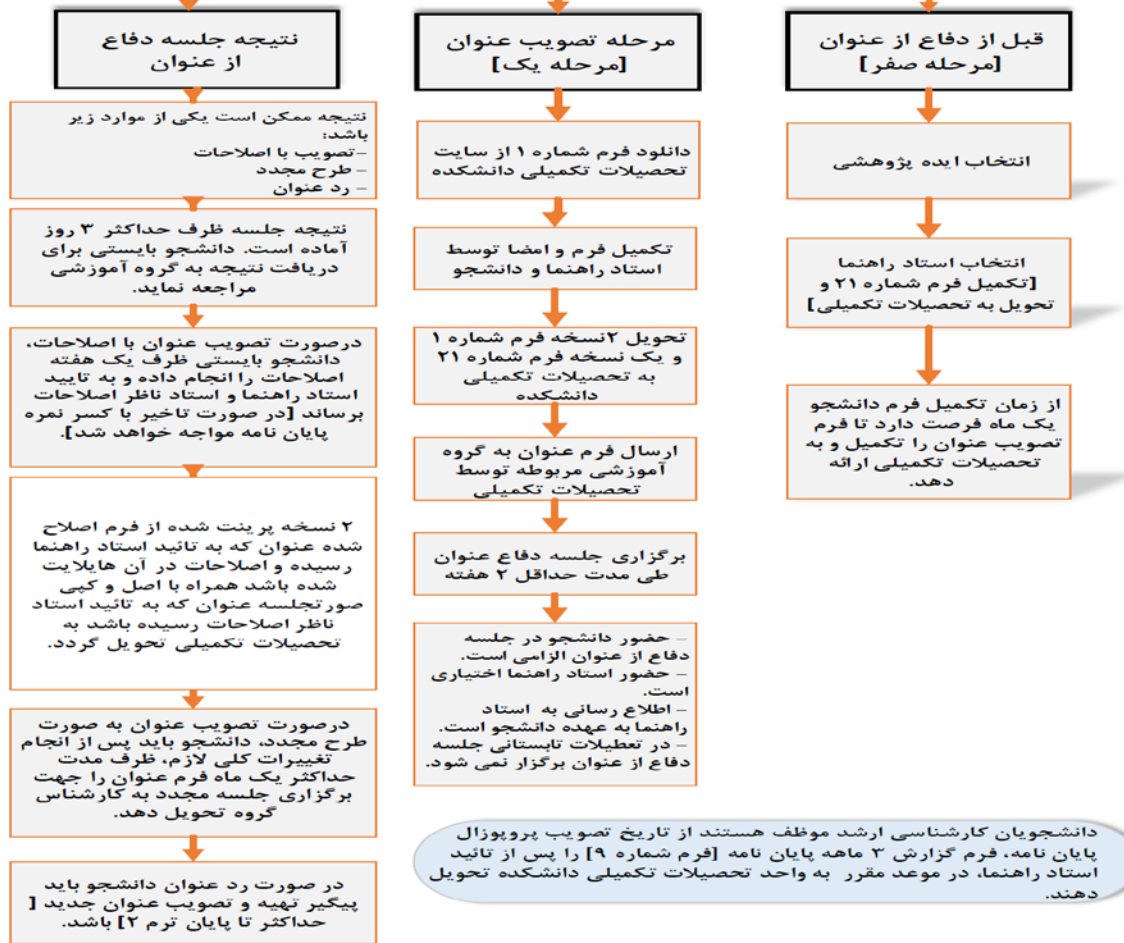 قبل از دفاع از عنوان
[مرحله صفر]
انتخاب ایده پژوهشی
انتخاب استاد راهنما
[تکمیل فرم شماره ۲۱ و
تحویل به تحصیلات تکمیلی]
از زمان تکمیل فرم دانشجو
یک ماه فرصت دارد تا فرم
تصویب عنوان را تکمیل و به
تحصیلات تکمیلی ارائه
دهد.
مرحله تصویب عنوان
[مرحله یک]
دانلود فرم شماره ۱ از سایت
تحصیلات تکمیلی دانشکده
تکمیل فرم و امضا توسط
استاد راهنما و دانشجو
تحویل ۲نسخه فرم شماره ۱
و یک نسخه فرم شماره ۲۱
به تحصیلات تکمیلی
دانشکده
ارسال فرم عنوان به گروه
آموزشی مربوطه توسط
تحصیلات تکمیلی
برگزاری جلسه دفاع عنوان
طی مدت حداقل ۲ هفته
– حضور دانشجو در جلسه
دفاع از عنوان الزامی است.
– حضور استاد راهنما اختیاری
است.
– اطلاع رسانی به استاد
راهنما به عهده دانشجو است.
– در تعطیلات تابستانی جلسه
دفاع از عنوان برگزار نمی شود.
نتیجه جلسه دفاع
از عنوان
نتیجه ممکن است یکی از موارد زیر
باشد:
–تصویب با اصلاحات
– طرح مجدد
– رد عنوان
نتیجه جلسه ظرف حداکثر ۳ روز
آماده است. دانشجو بایستی برای
دریافت نتیجه به گروه آموزشی
مراجعه نماید.
درصورت تصویب عنوان با اصلاحات،
دانشجو بایستی ظرف یک هفته
اصلاحات را انجام داده و به تایید
استاد راهنما و استاد ناظر اصلاحات
برساند [در صورت تاخیر با کسر نمره
پایان نامه مواجه خواهد شد].
۲ نسخه پرینت شده از فرم اصلاح
شده عنوان که به تائید استاد راهنما
رسیده و اصلاحات در آن هایلایت
شده باشد همراه با اصل و کپی
صورتجلسه عنوان که به تائید استاد
ناظر اصلاحات رسیده باشد به
تحصیلات تکمیلی تحویل گردد.
درصورت تصویب عنوان به صورت
طرح مجدد، دانشجو باید پس از انجام
تغییرات کلی لازم، ظرف مدت
حداکثر یک ماه فرم عنوان را جهت
برگزاری جلسه مجدد به کارشناس
گروه تحویل دهد.
در صورت رد عنوان دانشجو باید
پیگیر تهیه و تصویب عنوان جدید [
حداکثر تا پایان ترم ۲] باشد.
دانشجویان کارشناسی ارشد موظف هستند از تاریخ تصویب پروپوزال
پایان نامه، فرم گزارش ۳ ماهه پایان نامه [فرم شماره ۹] را پس از تائید
استاد راهنما، در موعد مقرر به واحد تحصیلات تکمیلی دانشکده تحویل
دهند.